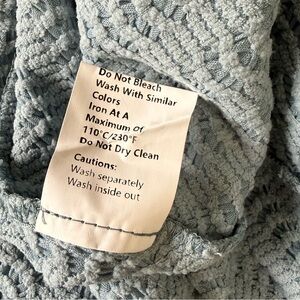 Do Not Bleach
Wash With Similar
Colors
Iron At A
Maximum Of
110°C/230°F
Do Not Dry Clean
Cautions:
Wash separately
Wash inside out